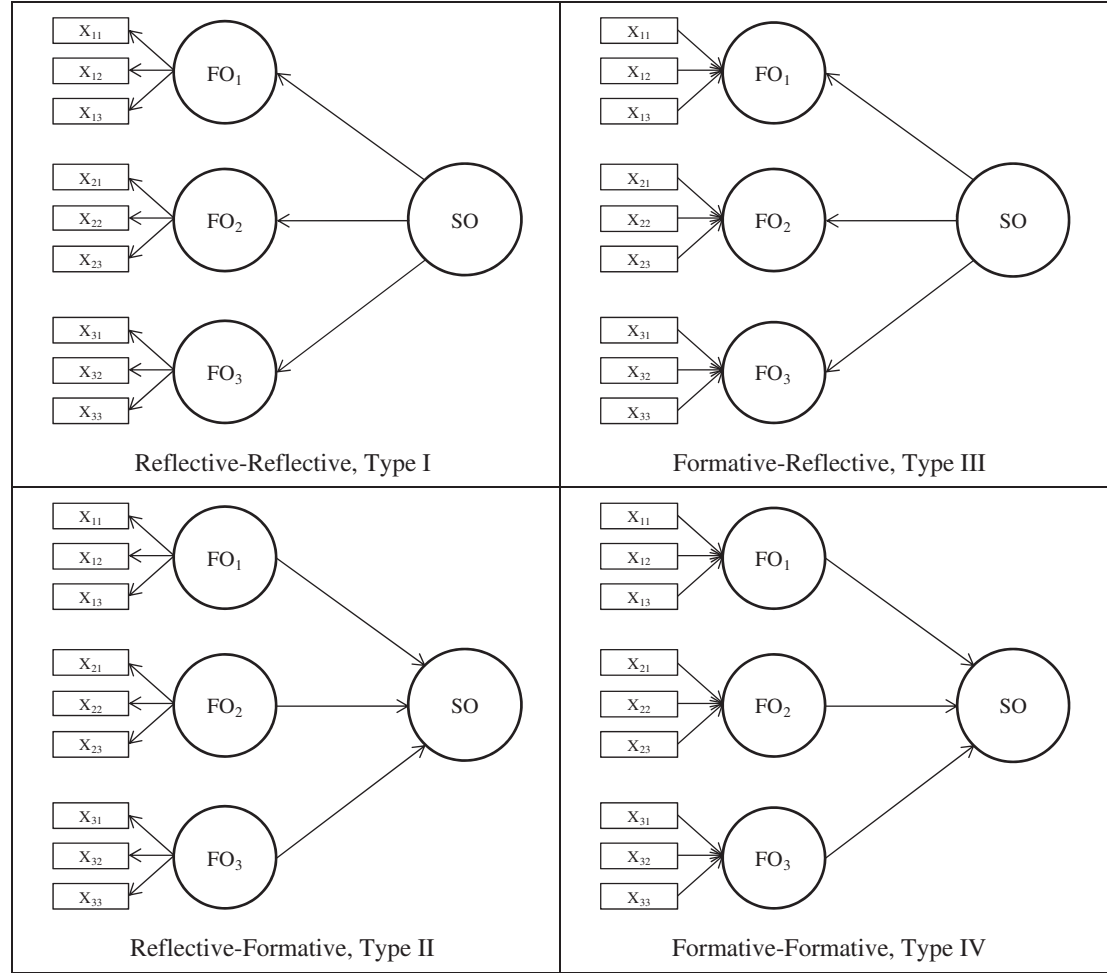 X₁₁
X₁₂
X₁₃
FO₁
X₂₁
X₂₂
X₂₃
FO₂
SO
X₃₁
X₃₂
X₃₃
FO₃
Reflective-Reflective, Type I
X₁₁
X₁₂
X₁₃
FO₁
X₂₁
X₂₂
X₂₃
FO₂
SO
X₃₁
X₃₂
X₃₃
FO₃
Formative-Reflective, Type III
X₁₁
X₁₂
X₁₃
FO₁
X₂₁
X₂₂
X₂₃
FO₂
SO
X₃₁
X₃₂
X₃₃
FO₃
Reflective-Formative, Type II
X₁₁
X₁₂
X₁₃
FO₁
X₂₁
X₂₂
X₂₃
FO₂
SO
X₃₁
X₃₂
X₃₃
FO₃
Formative-Formative, Type IV